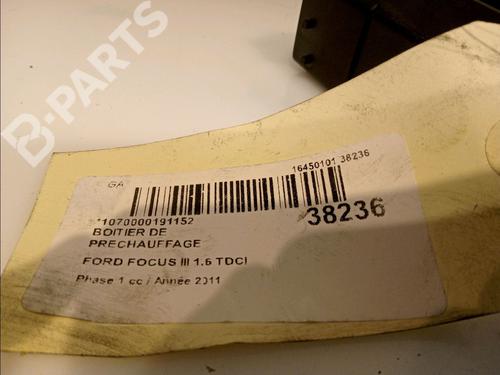 B-PARTS
GA
16450101 38236
*1070000191152
38236
BOITIER DE
PRECHAUFFAGE
FORD FOCUS III 1.6 TDCI
Phase 1 cc / Année 2011